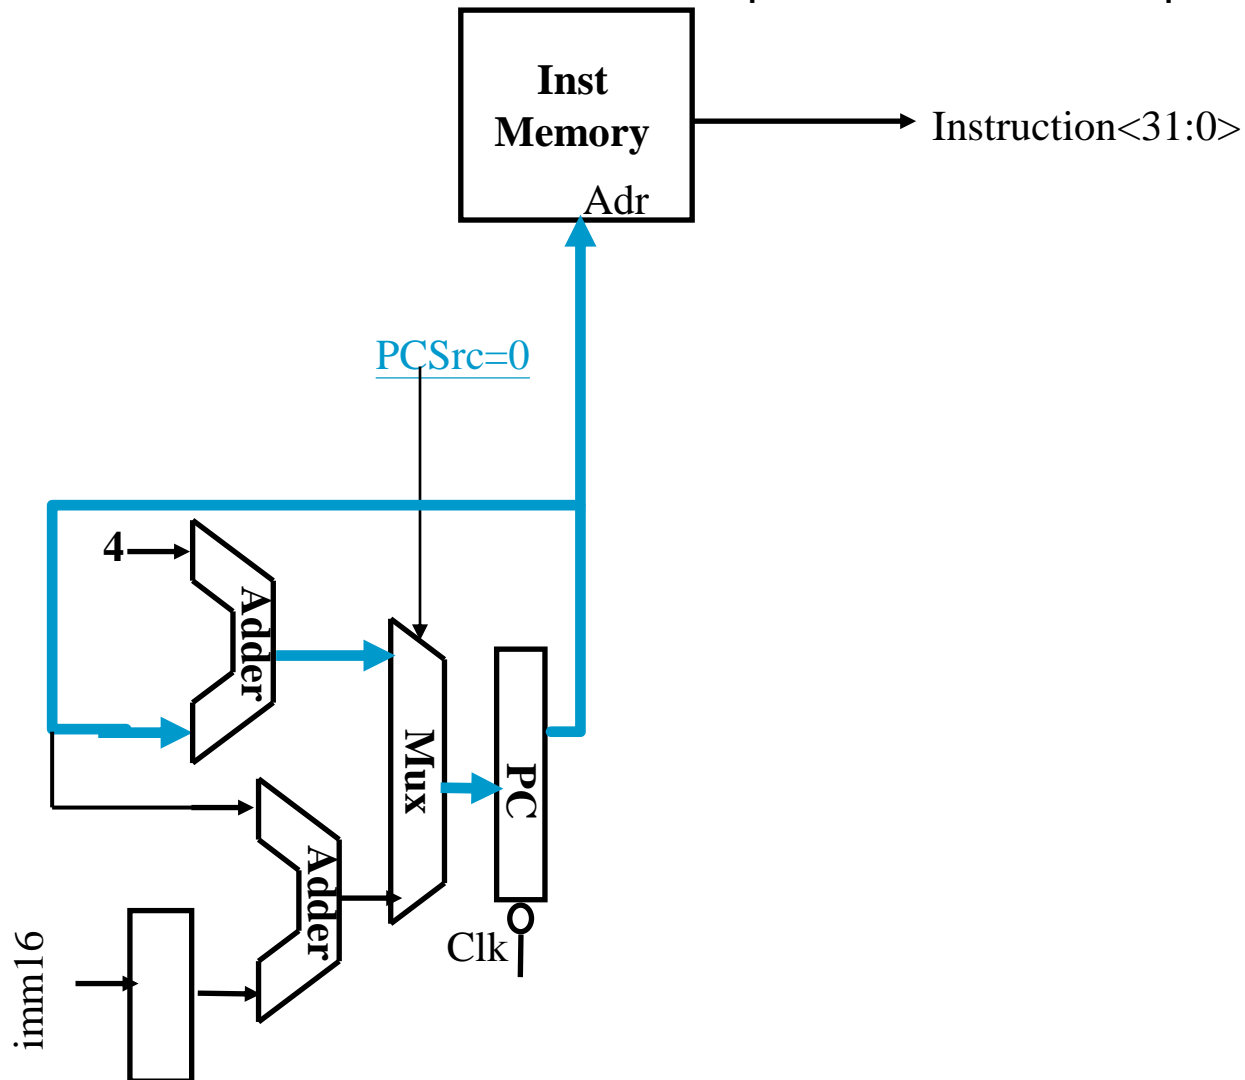 Inst
Memory
Adr
Instruction<31:0>
PCSrc=0
4
Adder
Mux
PC
Adder
Clk
imm16